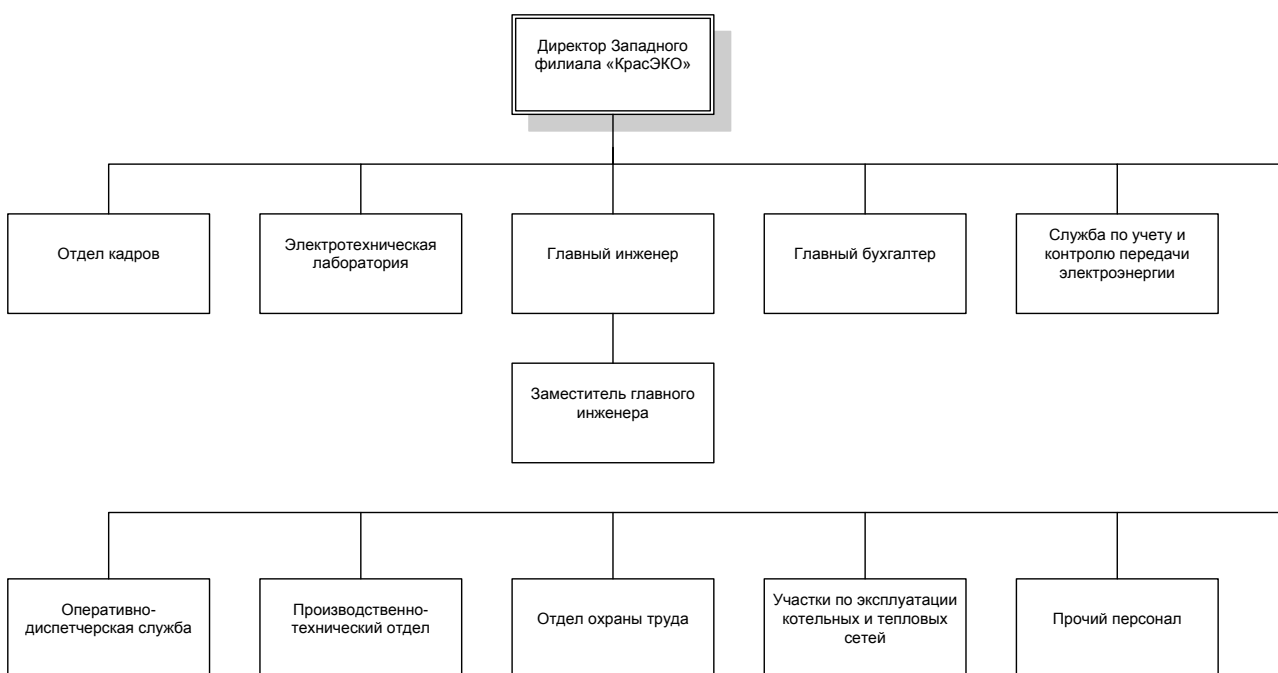 Директор Западного
филиала «КрасЭКО»
Отдел кадров
Электротехническая
лаборатория
Главный инженер
Главный бухгалтер
Служба по учету и
контролю передачи
электроэнергии
Заместитель главного
инженера
Оперативно-
диспетчерская служба
Производственно-
технический отдел
Отдел охраны труда
Участки по эксплуатации
котельных и тепловых
сетей
Прочий персонал